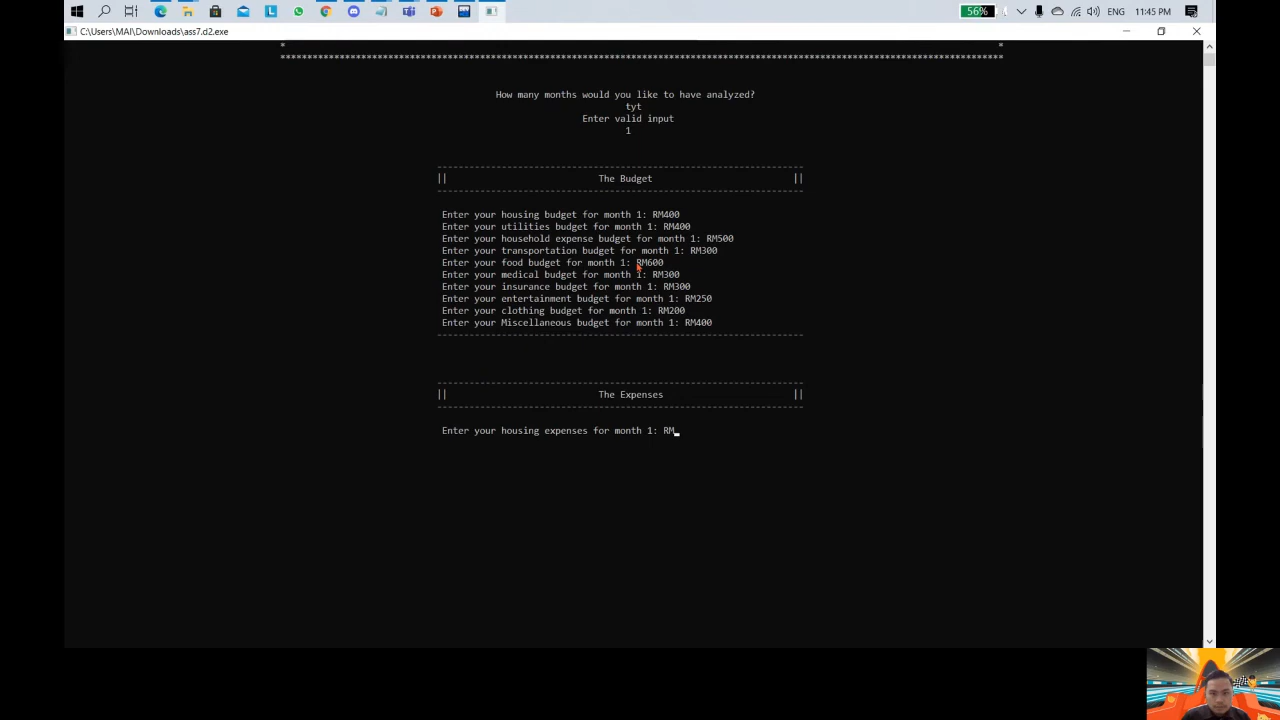 56%
ENG
11:45 PM
C:\Users\MAI\Downloads\ass7.d2.exe
* *
****************************************************************************************************************************************
How many months would you like to have analyzed?
tyt
Enter valid input
1
--------------------------------------------------------------------
|| The Budget ||
--------------------------------------------------------------------
Enter your housing budget for month 1: RM400
Enter your utilities budget for month 1: RM400
Enter your household expense budget for month 1: RM500
Enter your transportation budget for month 1: RM300
Enter your food budget for month 1: RM600
Enter your medical budget for month 1: RM300
Enter your insurance budget for month 1: RM300
Enter your entertainment budget for month 1: RM250
Enter your clothing budget for month 1: RM200
Enter your Miscellaneous budget for month 1: RM400
--------------------------------------------------------------------
--------------------------------------------------------------------
|| The Expenses ||
--------------------------------------------------------------------
Enter your housing expenses for month 1: RM_